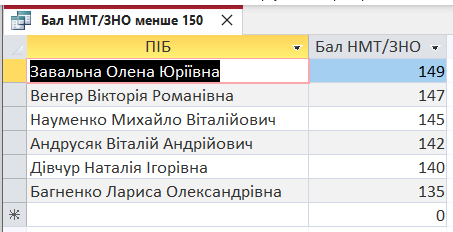 Бал НМТ/ЗНО менше 150
ПІБ Бал НМТ/ЗНО
Завальна Олена Юріївна 149
Венгер Вікторія Романівна 147
Науменко Михайло Віталійович 145
Андрусяк Віталій Андрійович 142
Дівчур Наталія Ігорівна 140
Багненко Лариса Олександрівна 135
0